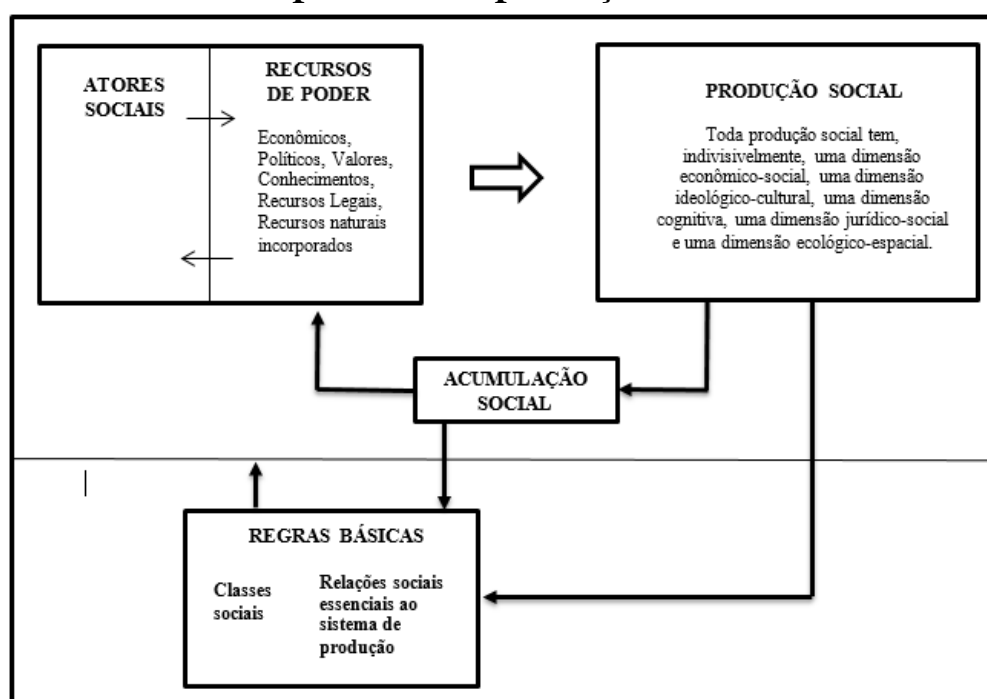 ATORES
SOCIAIS
RECURSOS
DE PODER
Econômicos,
Políticos, Valores,
Conhecimentos,
Recursos Legais,
Recursos naturais
incorporados
PRODUÇÃO SOCIAL
Toda produção social tem,
indivisivelmente, uma dimensão
econômico-social, uma dimensão
ideológico-cultural, uma dimensão
cognitiva, uma dimensão jurídico-social
e uma dimensão ecológico-espacial.
ACUMULAÇÃO
SOCIAL
REGRAS BÁSICAS
Classes
sociais
Relações sociais
essenciais ao
sistema de
produção